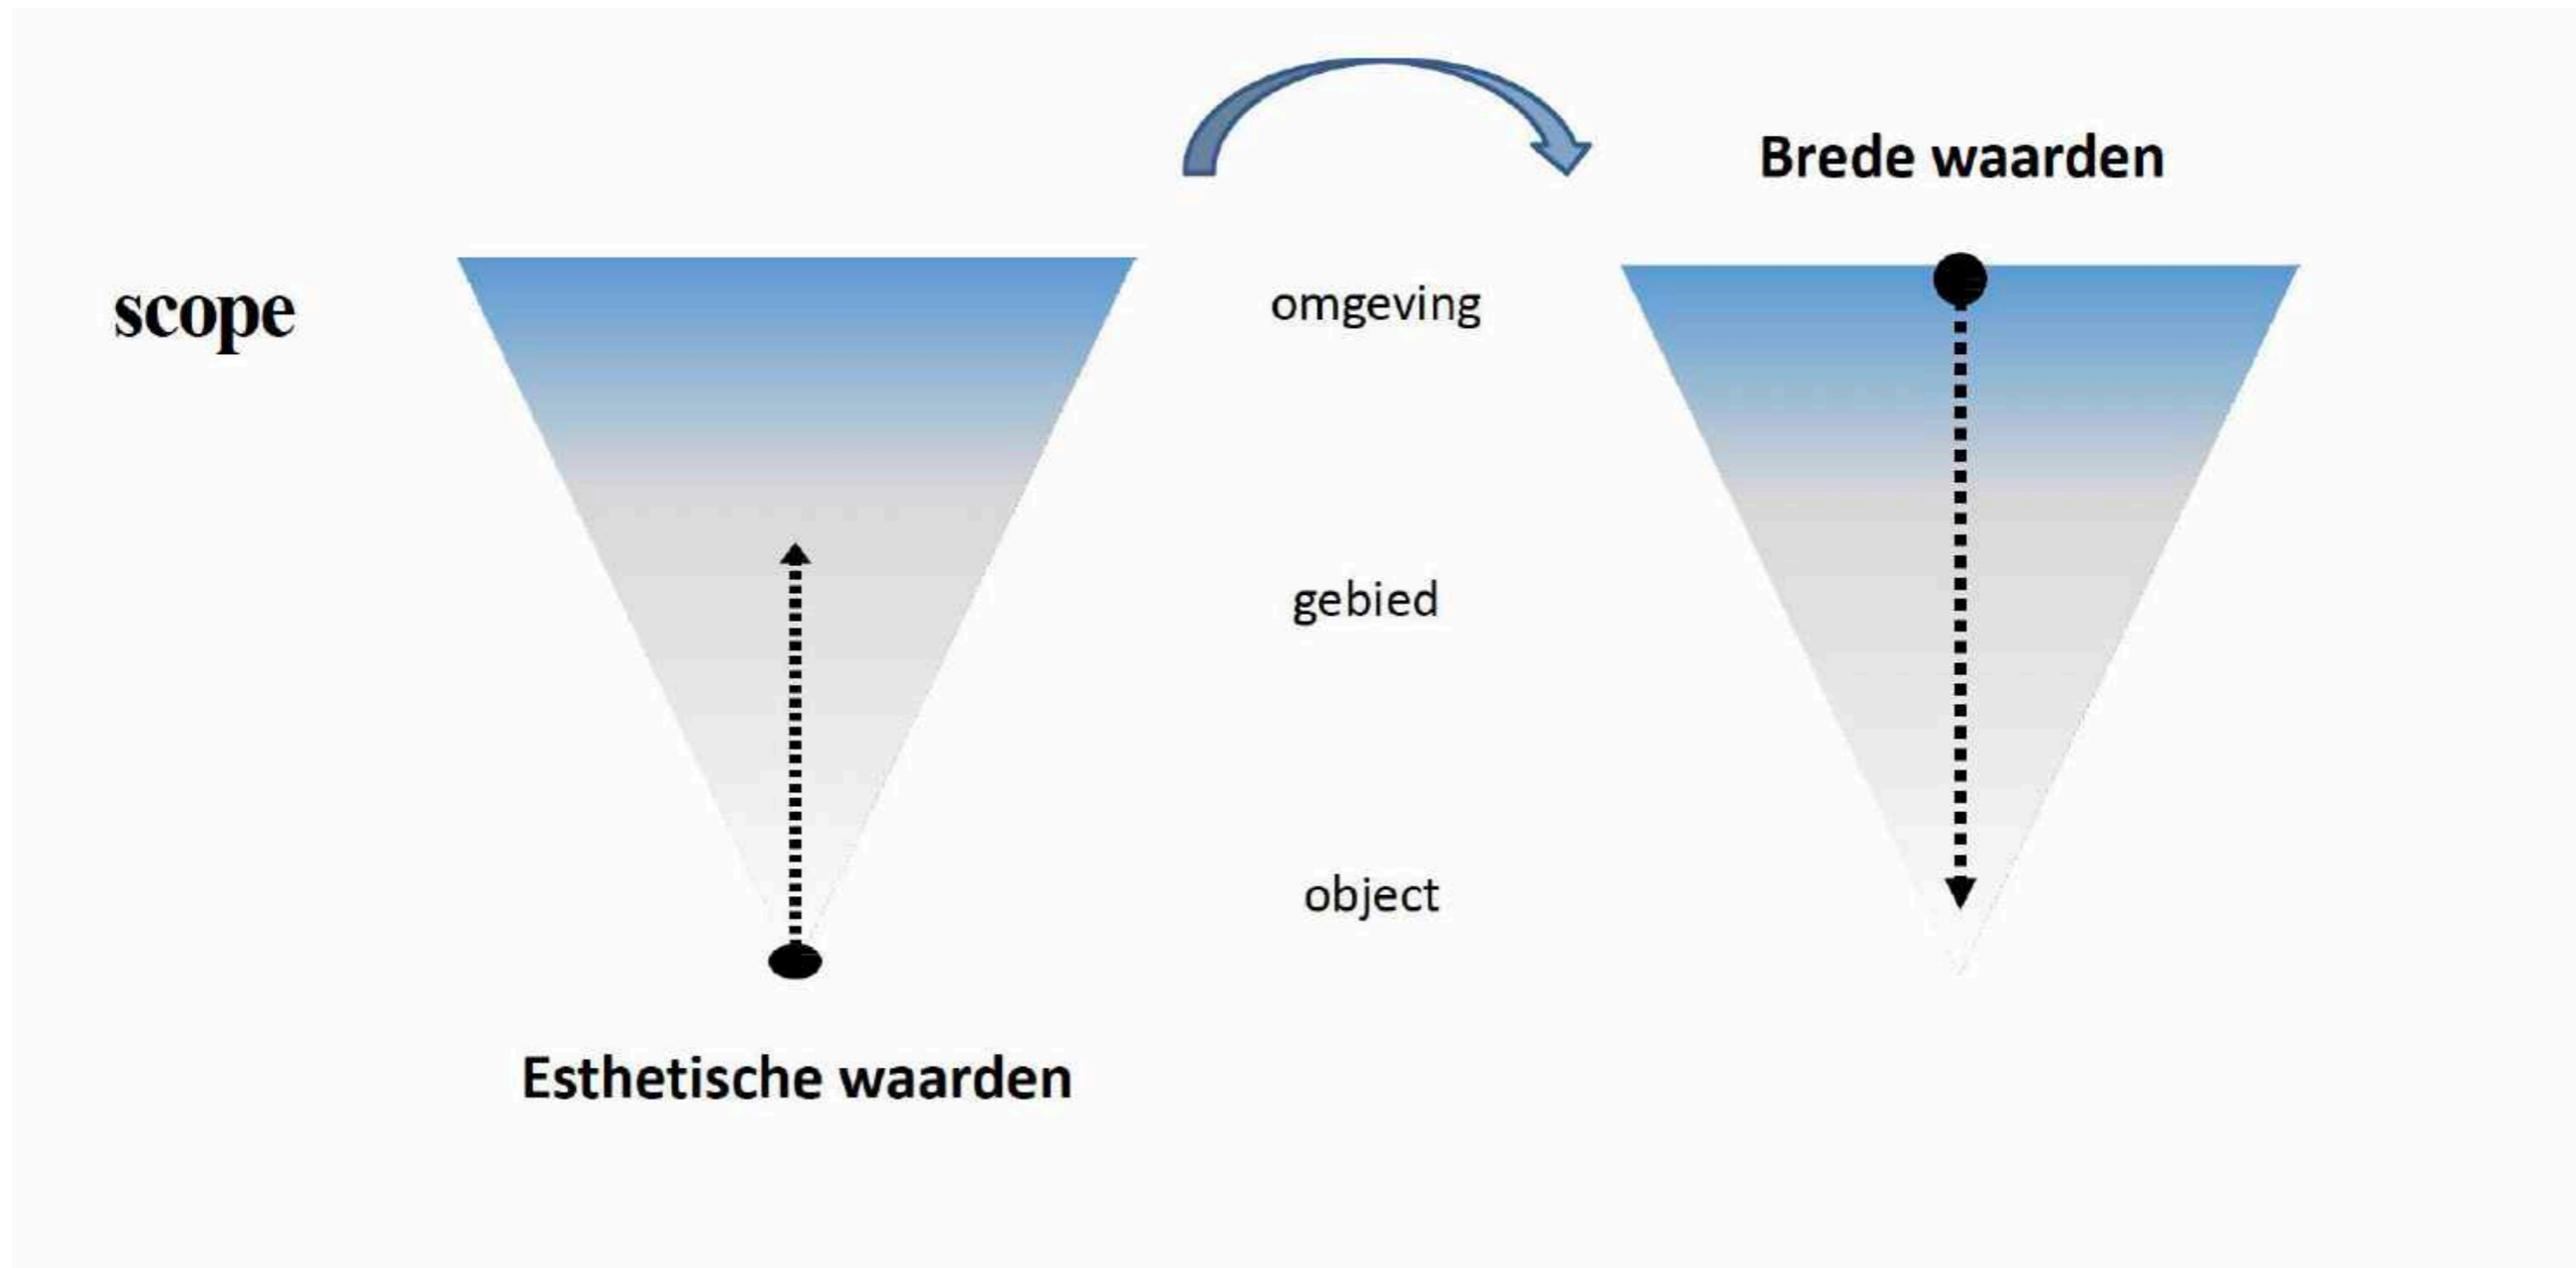 Brede waarden
scope
omgeving
gebied
object
Esthetische waarden